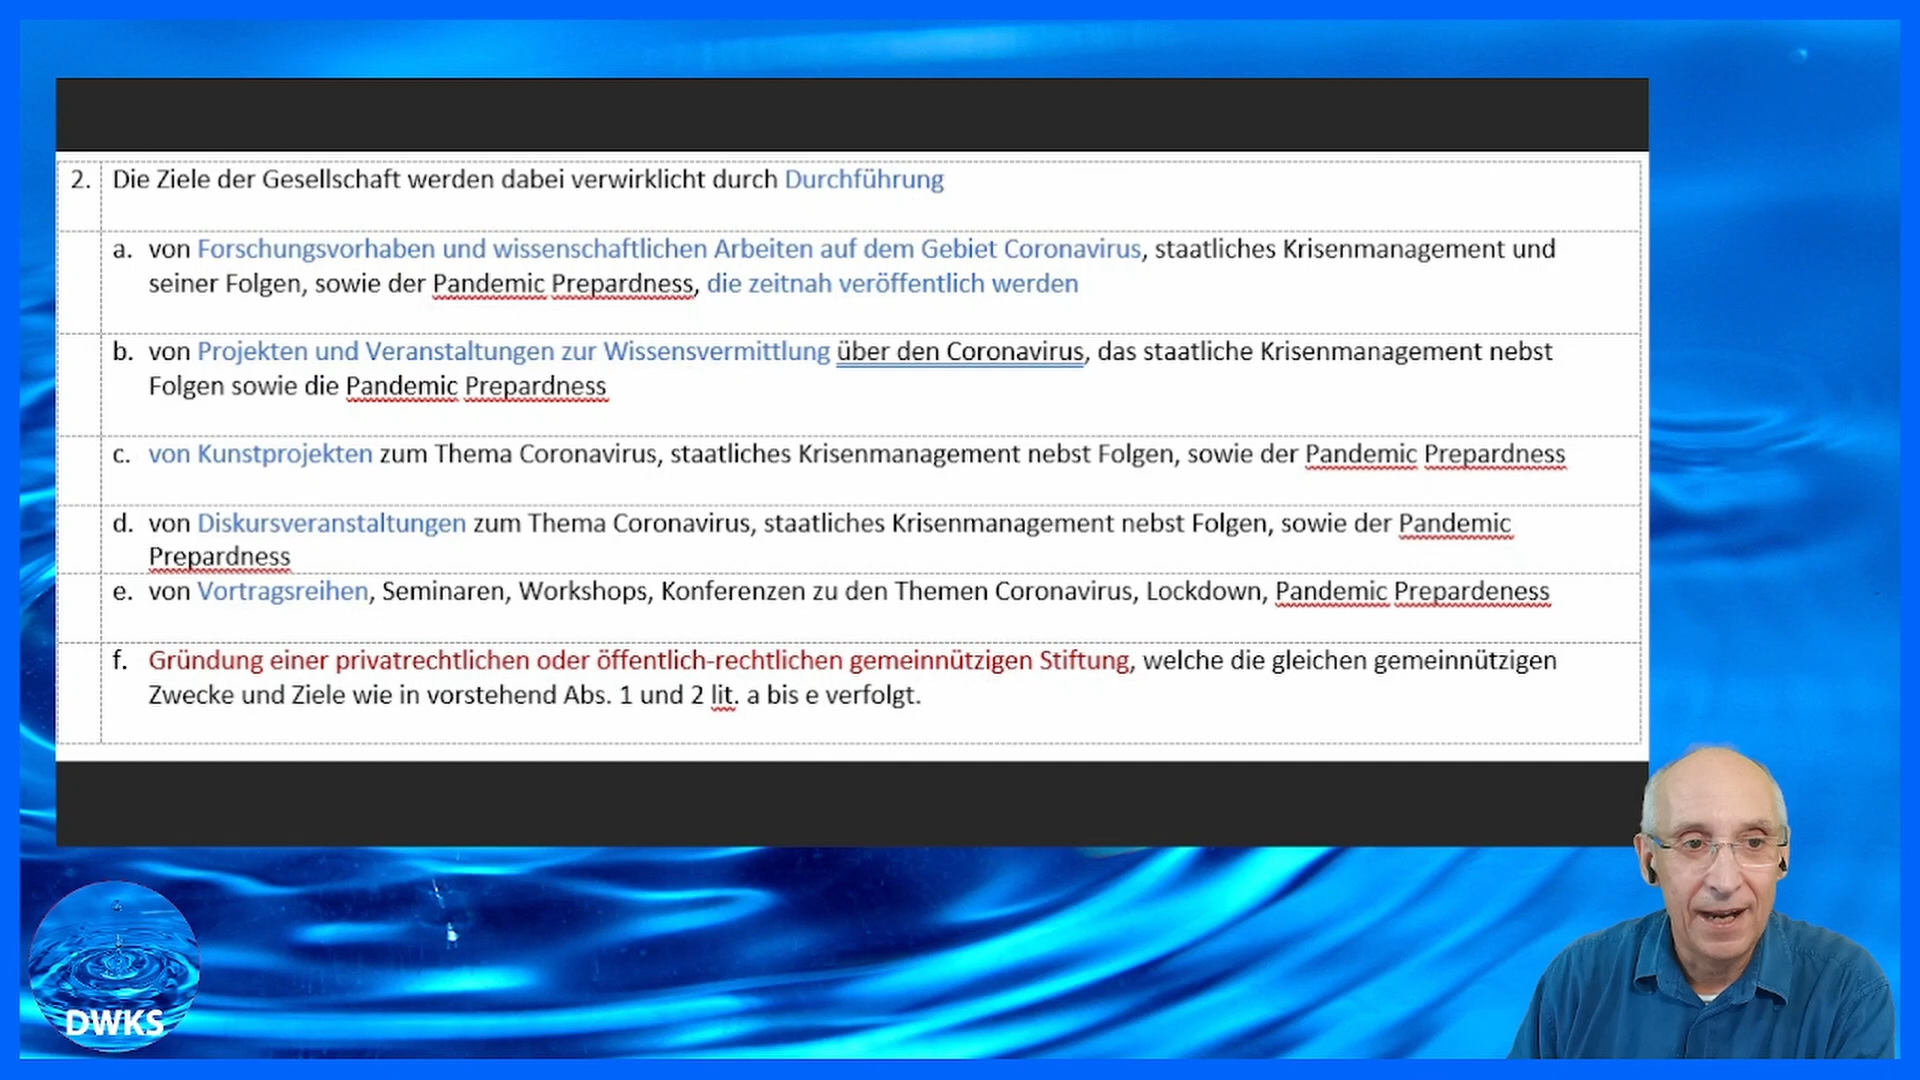 2. Die Ziele der Gesellschaft werden dabei verwirklicht durch Durchführung
a. von Forschungsvorhaben und wissenschaftlichen Arbeiten auf dem Gebiet Coronavirus, staatliches Krisenmanagement und
seiner Folgen, sowie der Pandemic Prepardness, die zeitnah veröffentlich werden
b. von Projekten und Veranstaltungen zur Wissensvermittlung über den Coronavirus, das staatliche Krisenmanagement nebst
Folgen sowie die Pandemic Prepardness
c. von Kunstprojekten zum Thema Coronavirus, staatliches Krisenmanagement nebst Folgen, sowie der Pandemic Prepardness
d. von Diskursveranstaltungen zum Thema Coronavirus, staatliches Krisenmanagement nebst Folgen, sowie der Pandemic
Prepardness
e. von Vortragsreihen, Seminaren, Workshops, Konferenzen zu den Themen Coronavirus, Lockdown, Pandemic Prepardeness
f. Gründung einer privatrechtlichen oder öffentlich-rechtlichen gemeinnützigen Stiftung, welche die gleichen gemeinnützigen
Zwecke und Ziele wie in vorstehend Abs. 1 und 2 lit. a bis e verfolgt.
DWKS